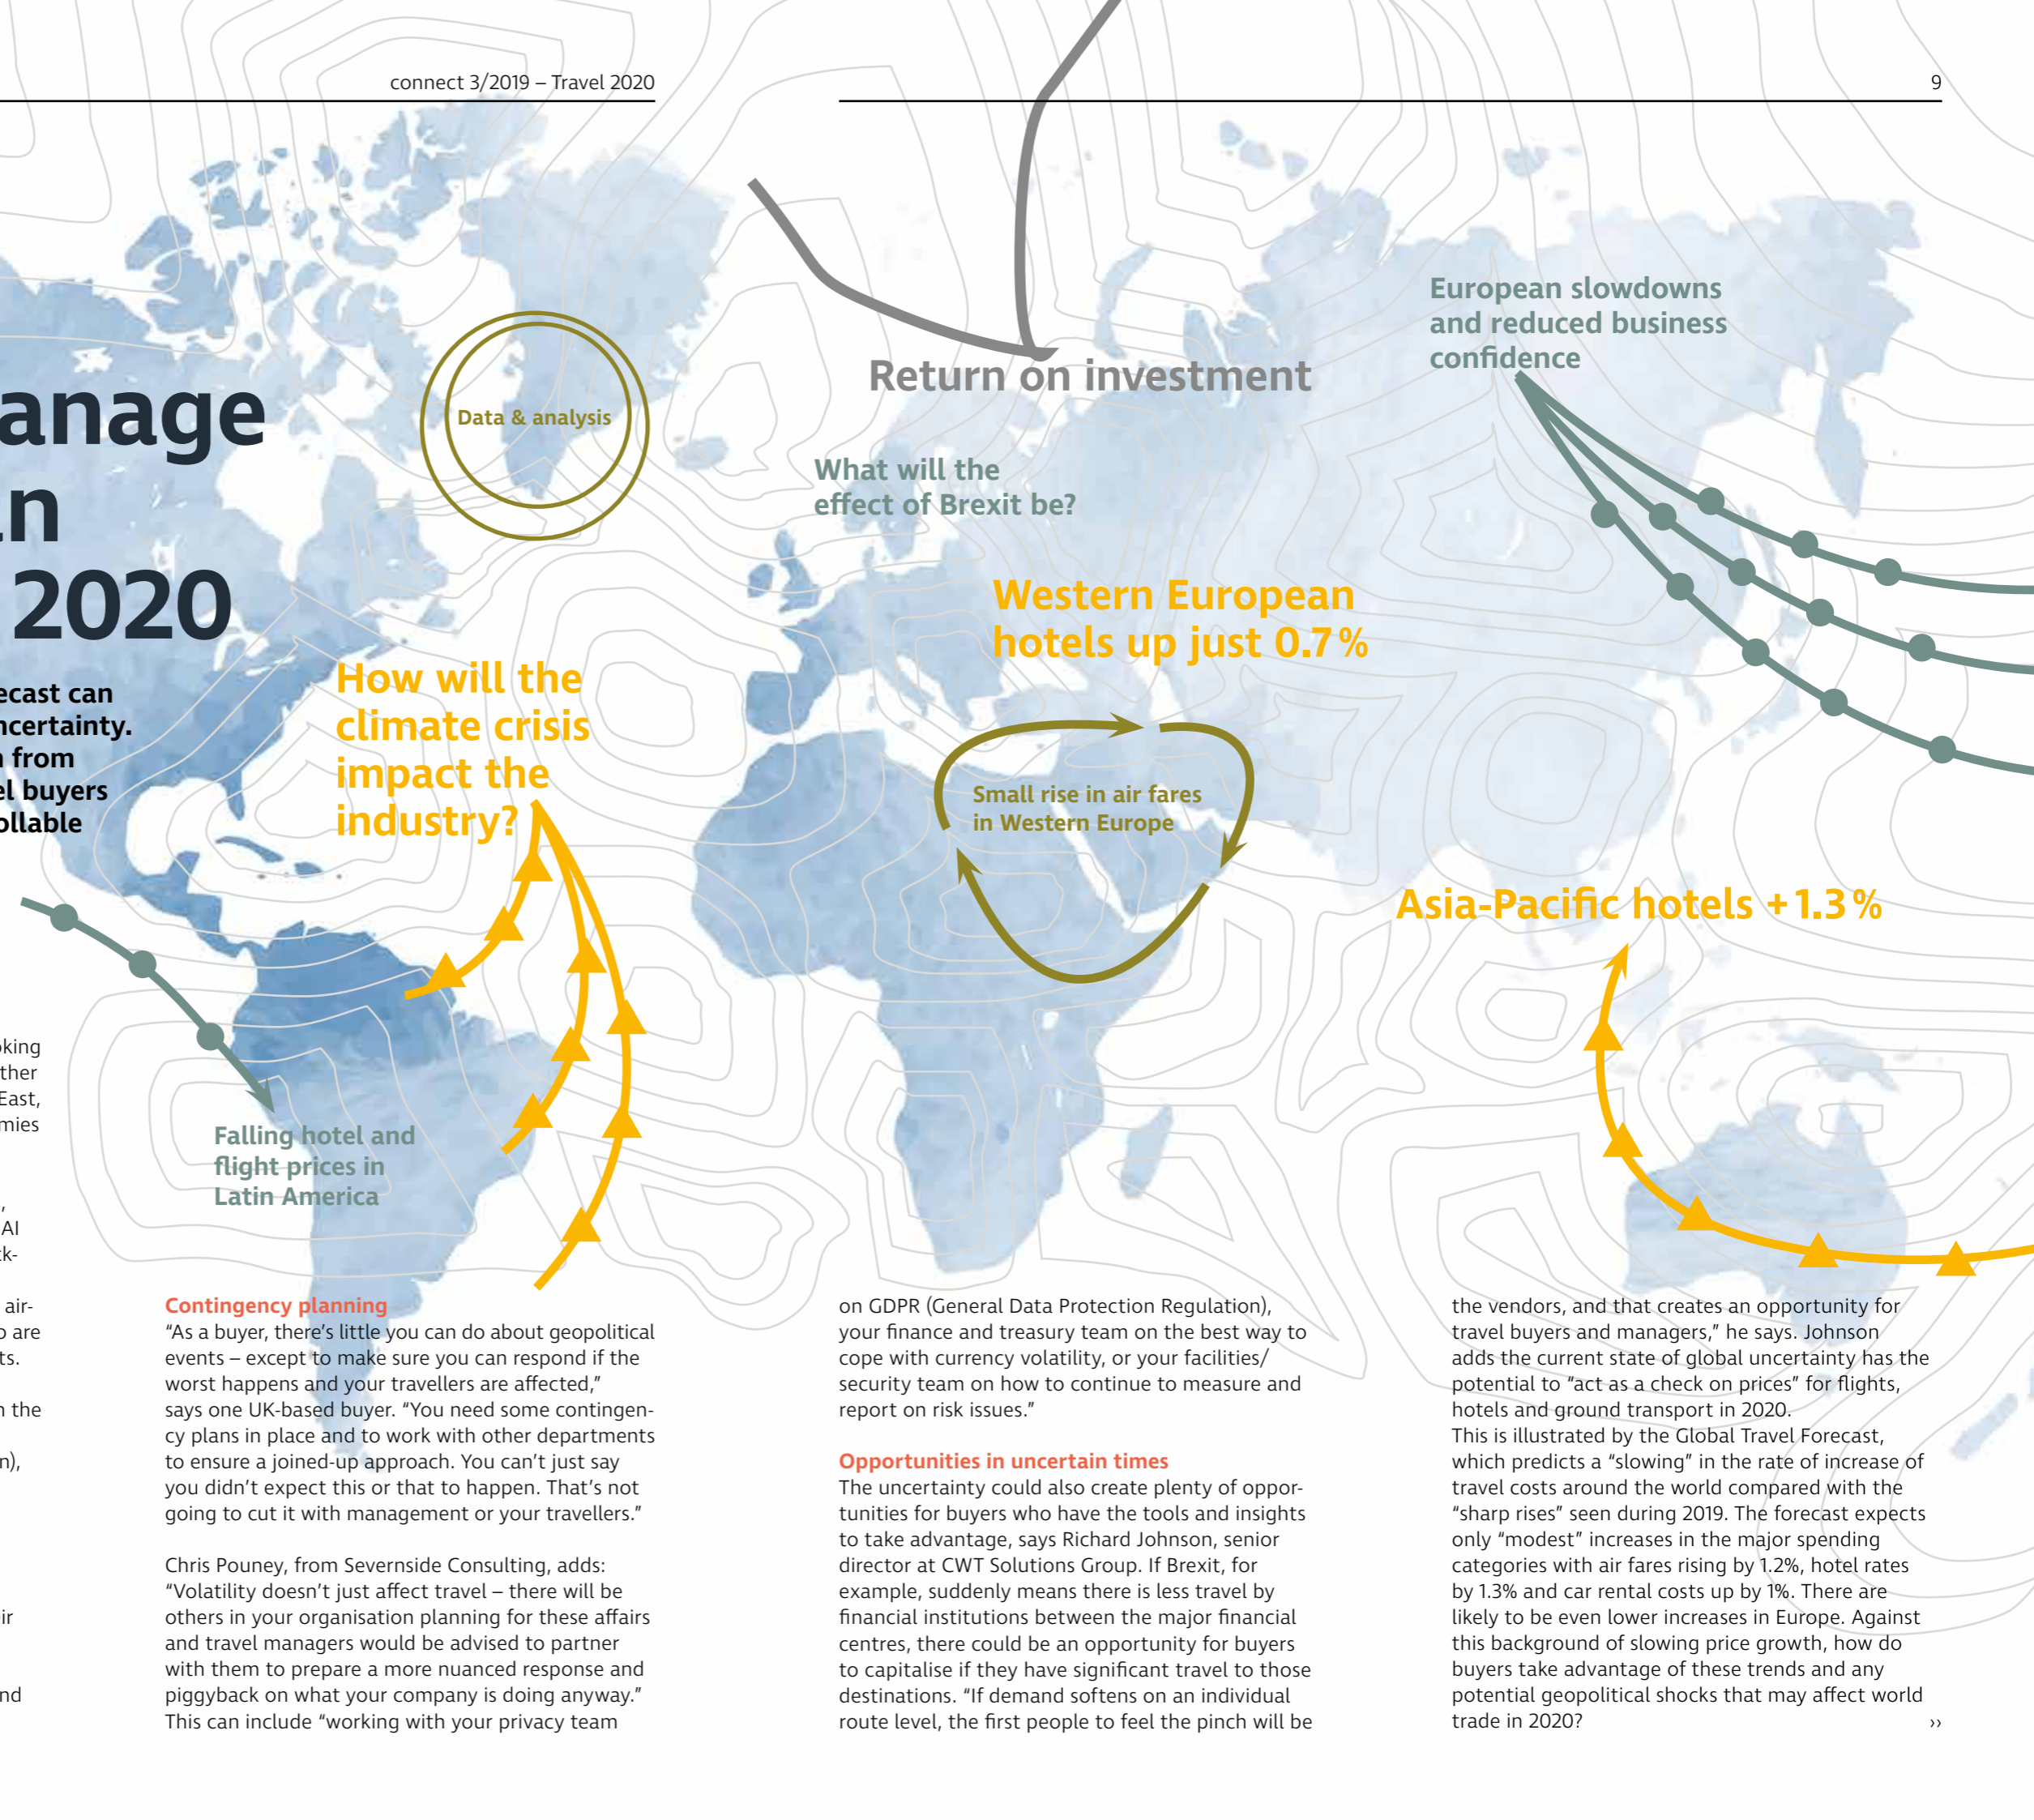 connect 3/2019 – Travel 2020
9
anage
n
2020
can
from
buyers
East,
AI
are
the
Data & analysis
Return on investment
European slowdowns
and reduced business
confidence
What will the
effect of Brexit be?
Western European
hotels up just 0.7%
How will the
climate crisis
impact the
industry?
Small rise in air fares
in Western Europe
Asia-Pacific hotels +1.3%
Falling hotel and
flight prices in
Latin America
Contingency planning
“As a buyer, there’s little you can do about geopolitical
events – except to make sure you can respond if the
worst happens and your travellers are affected,”
says one UK-based buyer. “You need some contingen-
cy plans in place and to work with other departments
to ensure a joined-up approach. You can’t just say
you didn’t expect this or that to happen. That’s not
going to cut it with management or your travellers.”
Chris Pouney, from Severnside Consulting, adds:
“Volatility doesn’t just affect travel – there will be
others in your organisation planning for these affairs
and travel managers would be advised to partner
with them to prepare a more nuanced response and
piggyback on what your company is doing anyway.”
This can include “working with your privacy team
on GDPR (General Data Protection Regulation),
your finance and treasury team on the best way to
cope with currency volatility, or your facilities/
security team on how to continue to measure and
report on risk issues.”
Opportunities in uncertain times
The uncertainty could also create plenty of oppor-
tunities for buyers who have the tools and insights
to take advantage, says Richard Johnson, senior
director at CWT Solutions Group. If Brexit, for
example, suddenly means there is less travel by
financial institutions between the major financial
centres, there could be an opportunity for buyers
to capitalise if they have significant travel to those
destinations. “If demand softens on an individual
route level, the first people to feel the pinch will be
the vendors, and that creates an opportunity for
travel buyers and managers,” he says. Johnson
adds the current state of global uncertainty has the
potential to “act as a check on prices” for flights,
hotels and ground transport in 2020.
This is illustrated by the Global Travel Forecast,
which predicts a “slowing” in the rate of increase of
travel costs around the world compared with the
“sharp rises” seen during 2019. The forecast expects
only “modest” increases in the major spending
categories with air fares rising by 1.2%, hotel rates
by 1.3% and car rental costs up by 1%. There are
likely to be even lower increases in Europe. Against
this background of slowing price growth, how do
buyers take advantage of these trends and any
potential geopolitical shocks that may affect world
trade in 2020?
››